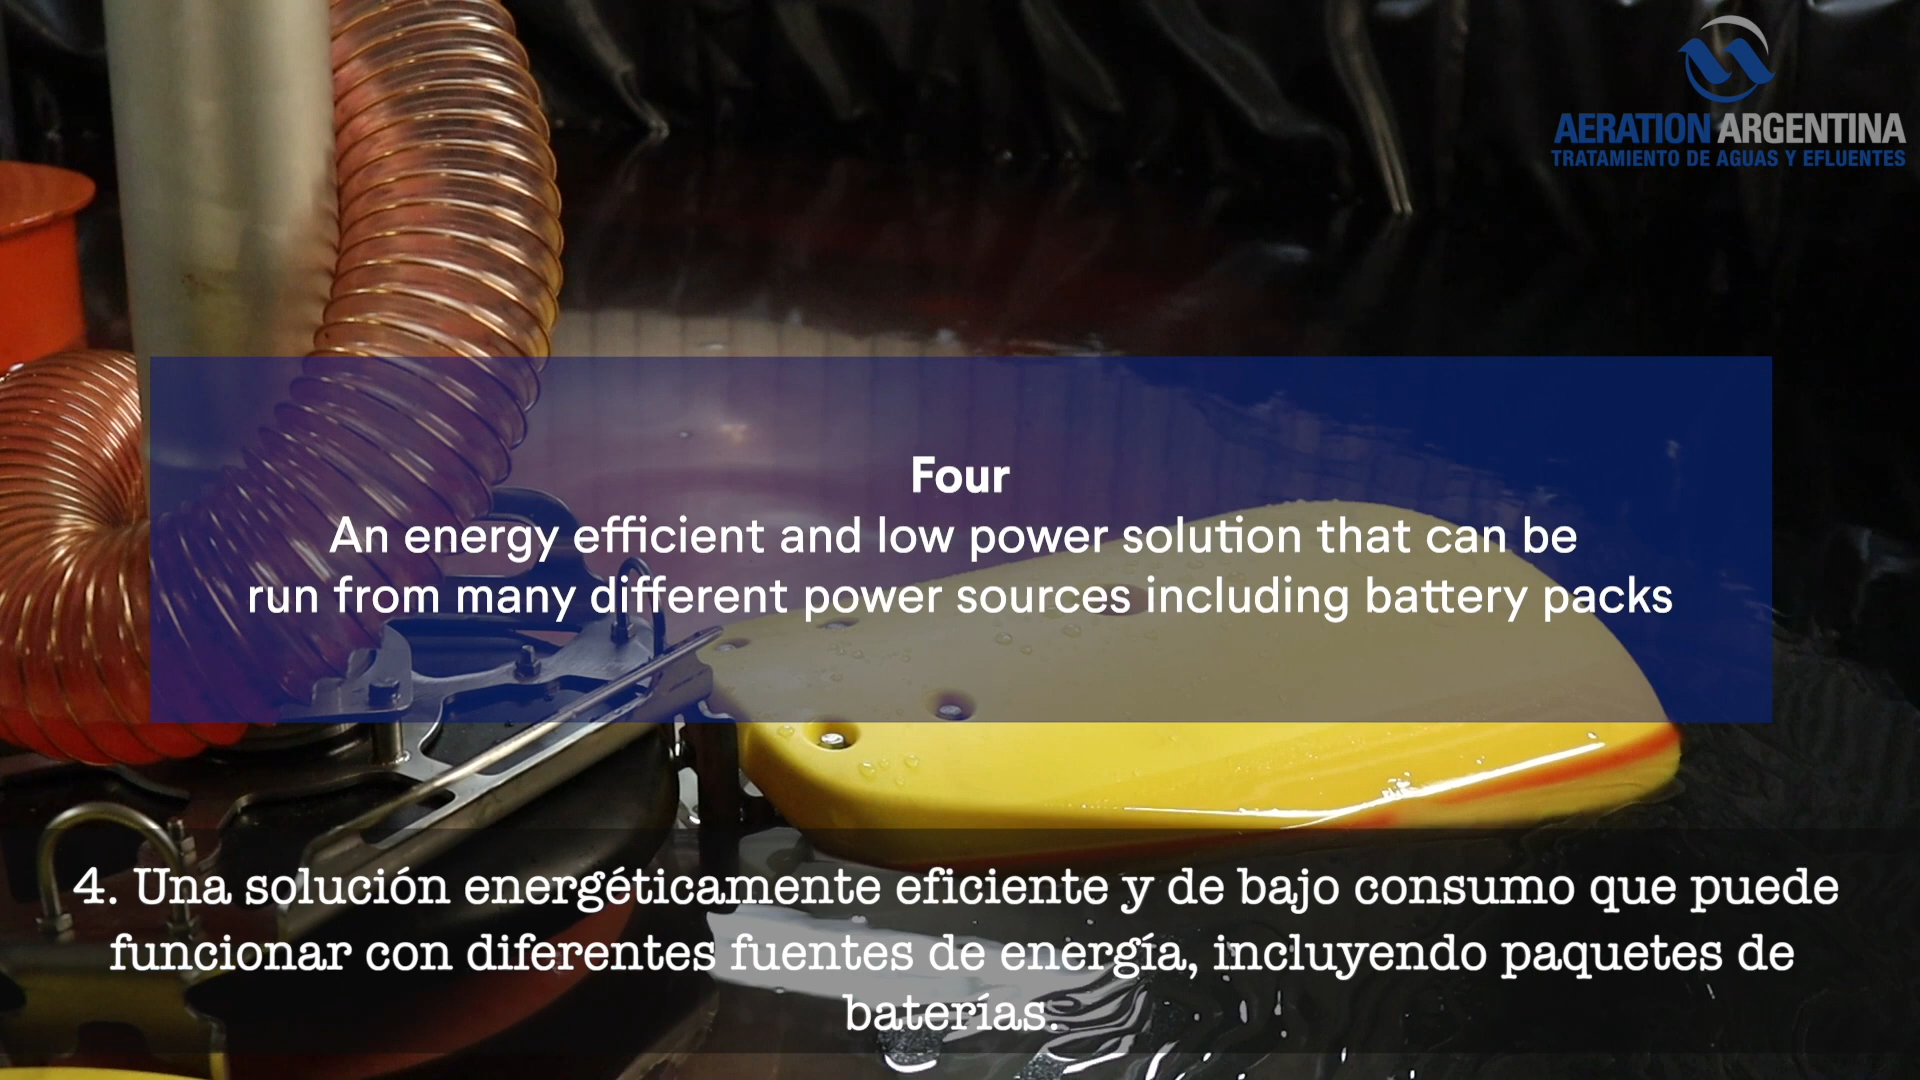 AERATION ARGENTINA
TRATAMIENTO DE AGUAS Y EFLUENTES
Four
An energy efficient and low power solution that can be
run from many different power sources including battery packs
4. Una solución energéticamente eficiente y de bajo consumo que puede
funcionar con diferentes fuentes de energía, incluyendo paquetes de
baterías.